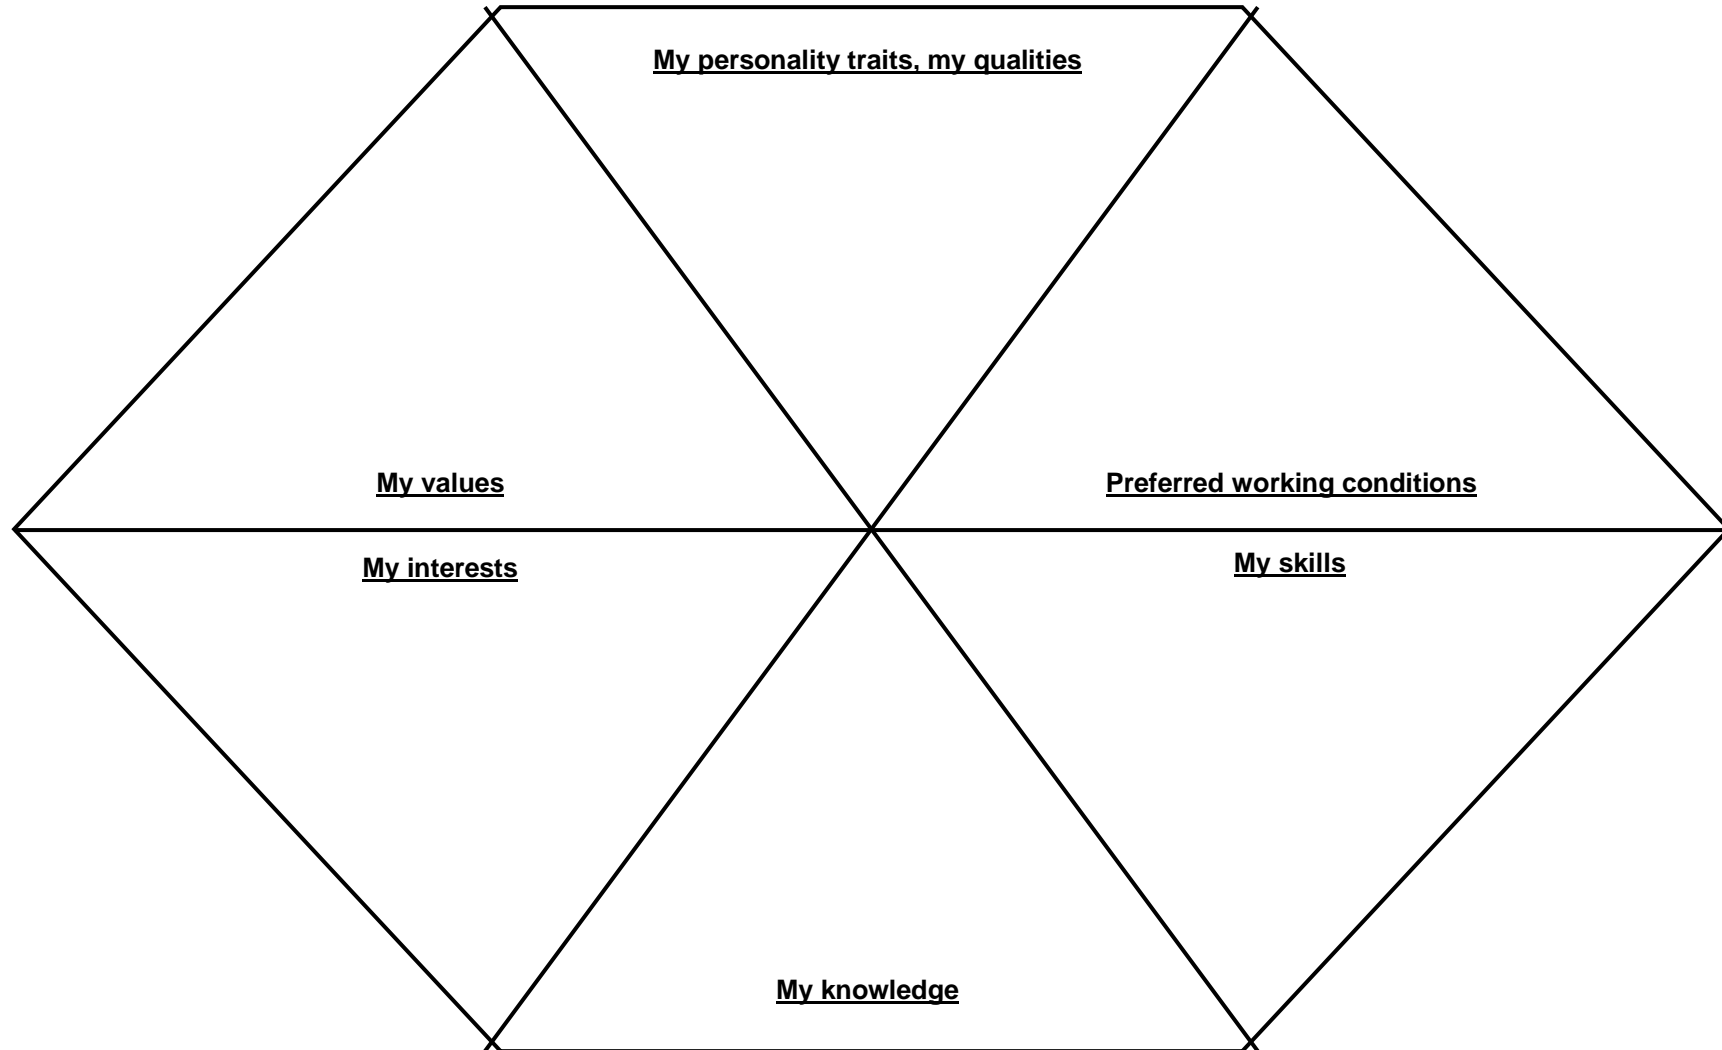 My personality traits, my qualities
My values
Preferred working conditions
My interests
My skills
My knowledge